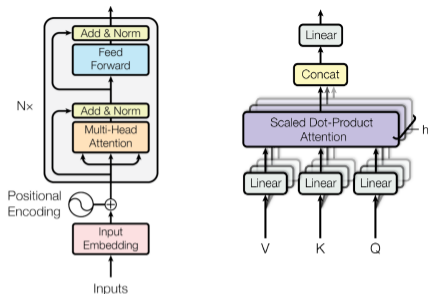 Add & Norm
Feed
Forward
N×
Add & Norm
Multi-Head
Attention
Positional
Encoding
Input
Embedding
Inputs
Linear
Concat
Scaled Dot-Product
Attention
h
Linear
Linear
Linear
V
K
Q